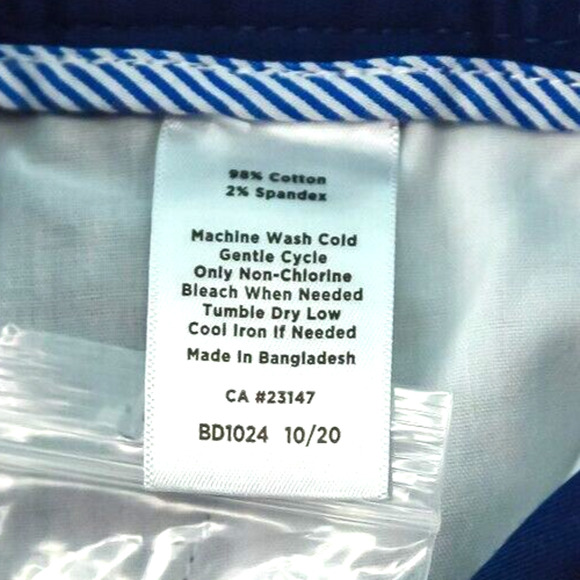 98% Cotton
2% Spandex
Machine Wash Cold
Gentle Cycle
Only Non-Chlorine
Bleach When Needed
Tumble Dry Low
Cool Iron If Needed
Made In Bangladesh
CA #23147
BD1024 10/20